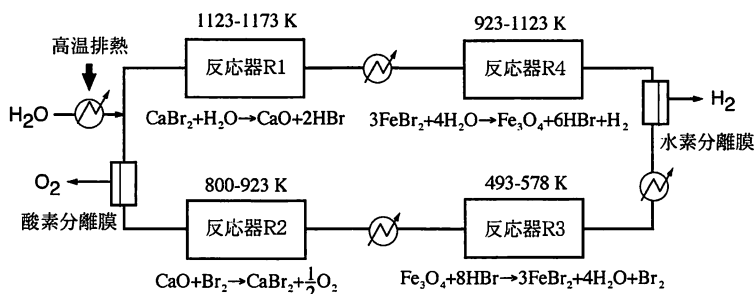 1123-1173 K
923-1123 K
高温排熱
反応器R1
反応器R4
H₂O
H₂
CaBr₂+H₂O→CaO+2HBr
3FeBr₂+4H₂O→Fe₃O₄+6HBr+H₂
水素分離膜
O₂
800-923 K
493-578 K
酸素分離膜
反応器R2
反応器R3
CaO+Br₂→CaBr₂+½O₂
Fe₃O₄+8HBr→3FeBr₂+4H₂O+Br₂